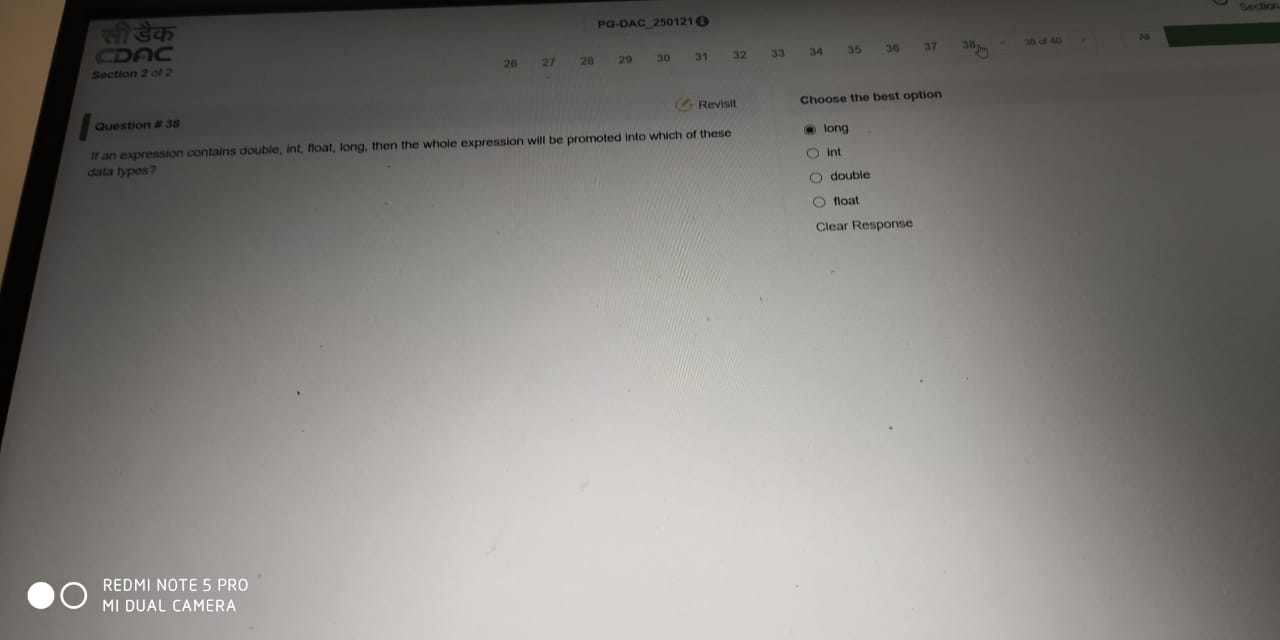 सी डैक
CDAC
Section 2 of 2
PG-DAC_250121
Section
26 27 28 29 30 31 32 33 34 35 36 37 38
38 of 40
All
Question # 38
Revisit
If an expression contains double, int, float, long, then the whole expression will be promoted into which of these
data types?
Choose the best option
long
int
double
float
Clear Response
REDMI NOTE 5 PRO
MI DUAL CAMERA